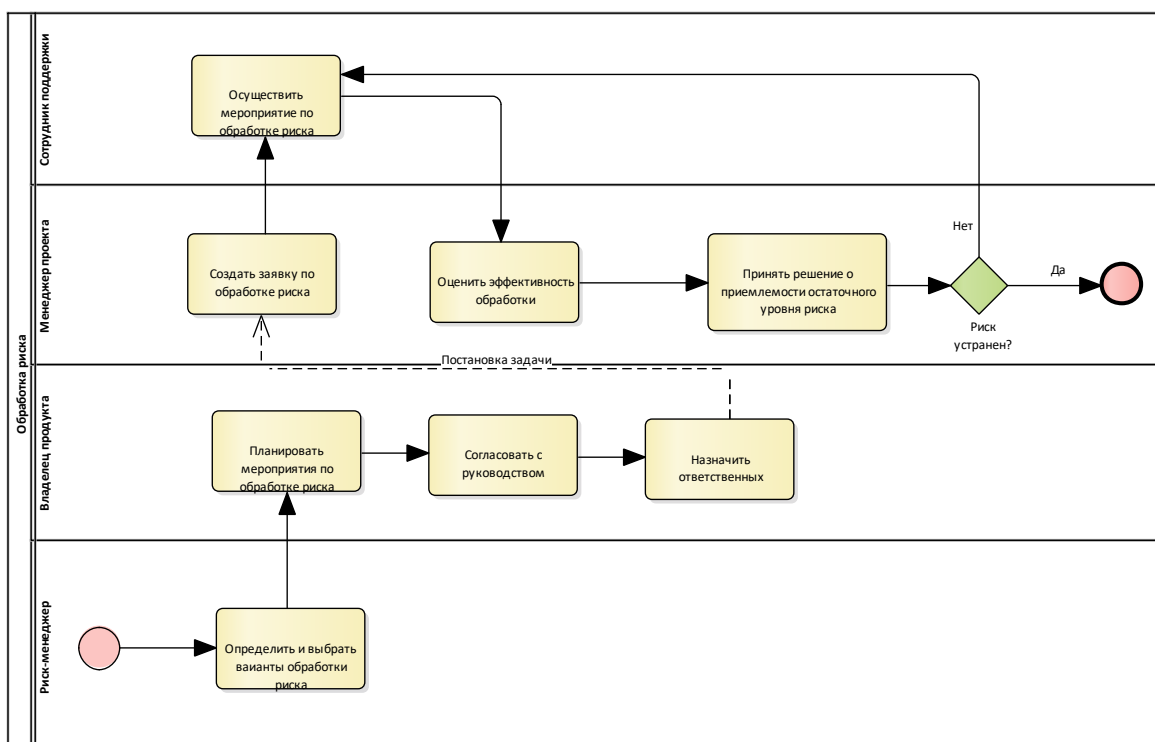 Обработка риска
Сотрудник поддержки
Осуществить
мероприятие по
обработке риска
Менеджер проекта
Создать заявку по
обработке риска
Оценить эффективность
обработки
Принять решение о
приемлемости остаточного
уровня риска
Нет
Да
Риск
устранен?
Постановка задачи
Владелец продукта
Планировать
мероприятия по
обработке риска
Согласовать с
руководством
Назначить
ответственных
Риск-менеджер
Определить и выбрать
ваианты обработки
риска